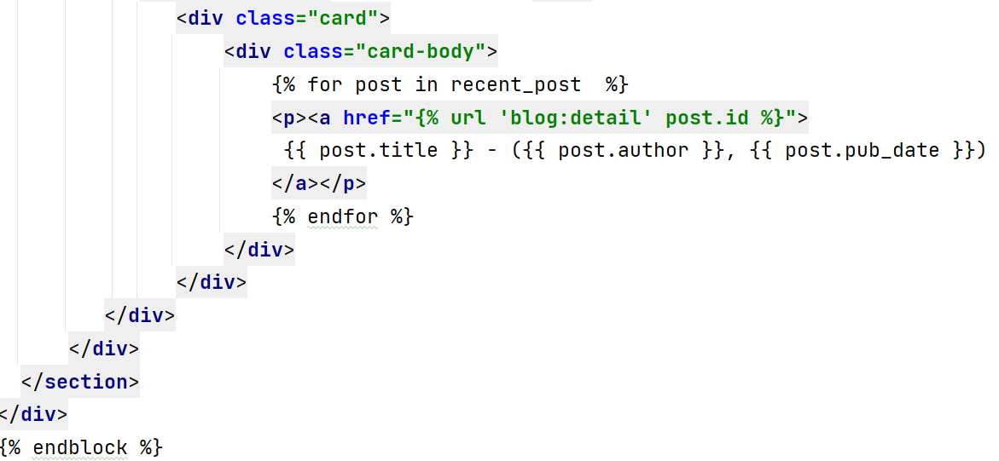 <div class="card">
<div class="card-body">
{% for post in recent_post  %}
<p><a href="{% url 'blog:detail' post.id %}">
{{ post.title }} - ({{ post.author }}, {{ post.pub_date }})
</a></p>
{% endfor %}
</div>
</div>
</div>
</div>
</section>
</div>
{% endblock %}